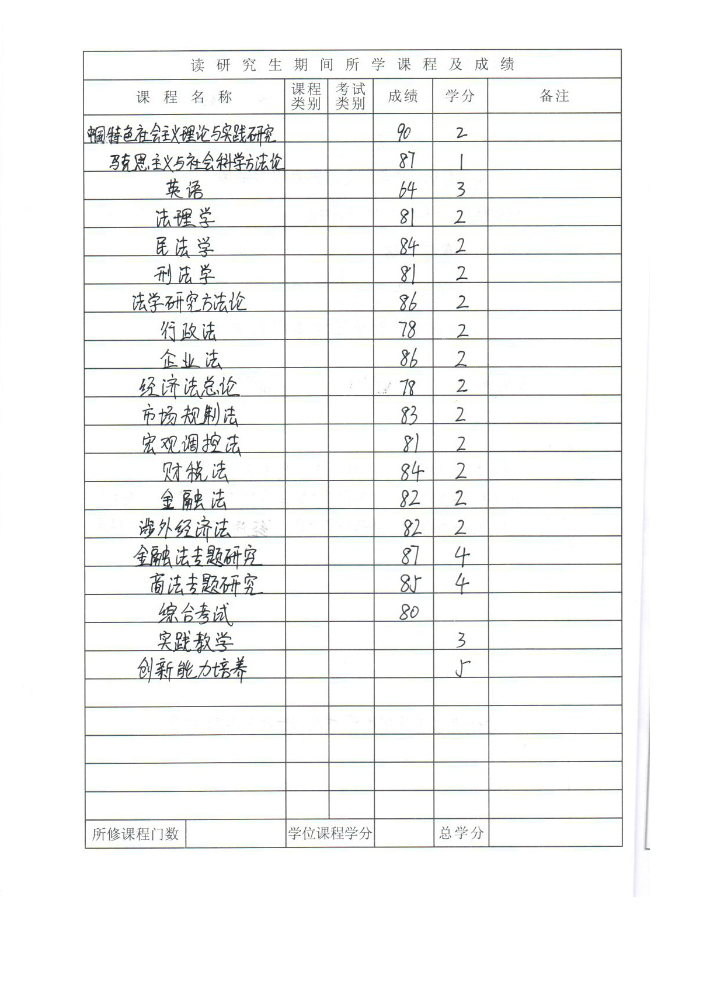 读研究生期间所学课程及成绩
课程名称 课程类别 考试类别 成绩 学分 备注
中国特色社会主义理论与实践研究 90 2
马克思主义与社会科学方法论 87 1
英语 64 3
法理学 81 2
民法学 84 2
刑法学 81 2
法学研究方法论 86 2
行政法 78 2
企业法 86 2
经济法总论 78 2
市场规制法 83 2
宏观调控法 81 2
财税法 84 2
金融法 82 2
涉外经济法 82 2
金融法专题研究 87 4
商法专题研究 85 4
综合考试 80
实践教学 3
创新能力培养 5
所修课程门数 学位课程学分 总学分